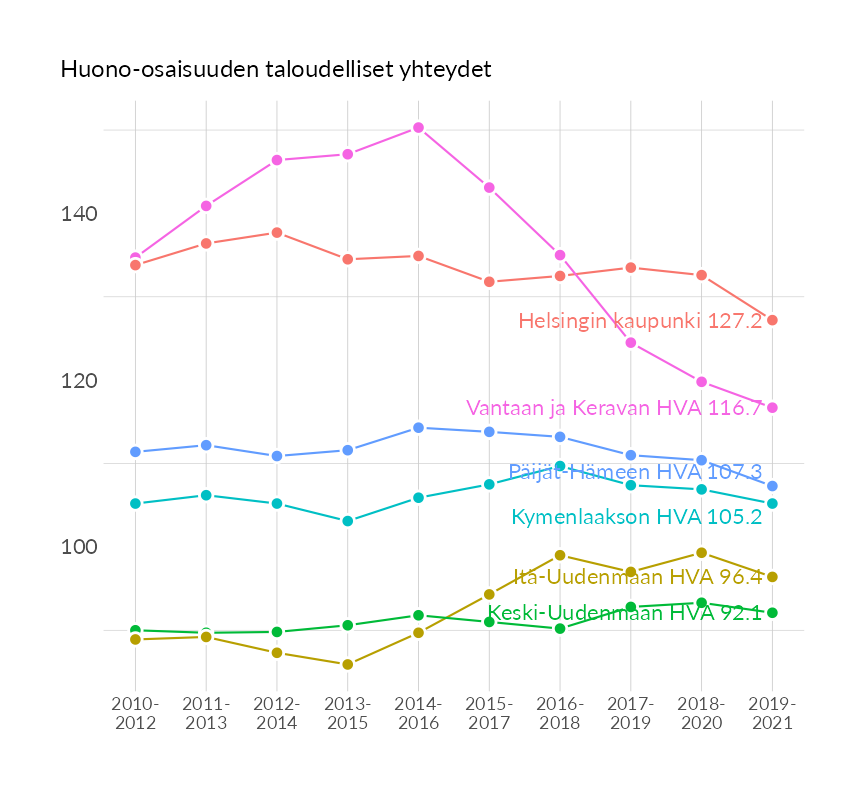 Huono-osaisuuden taloudelliset yhteydet
140
120
100
Helsingin kaupunki 127.2
Vantaan ja Keravan HVA 116.7
Päijät-Hämeen HVA 107.3
Kymenlaakson HVA 105.2
Itä-Uudenmaan HVA 96.4
Keski-Uudenmaan HVA 92.1
2010- 2011- 2012- 2013- 2014- 2015- 2016- 2017- 2018- 2019-
2012 2013 2014 2015 2016 2017 2018 2019 2020 2021